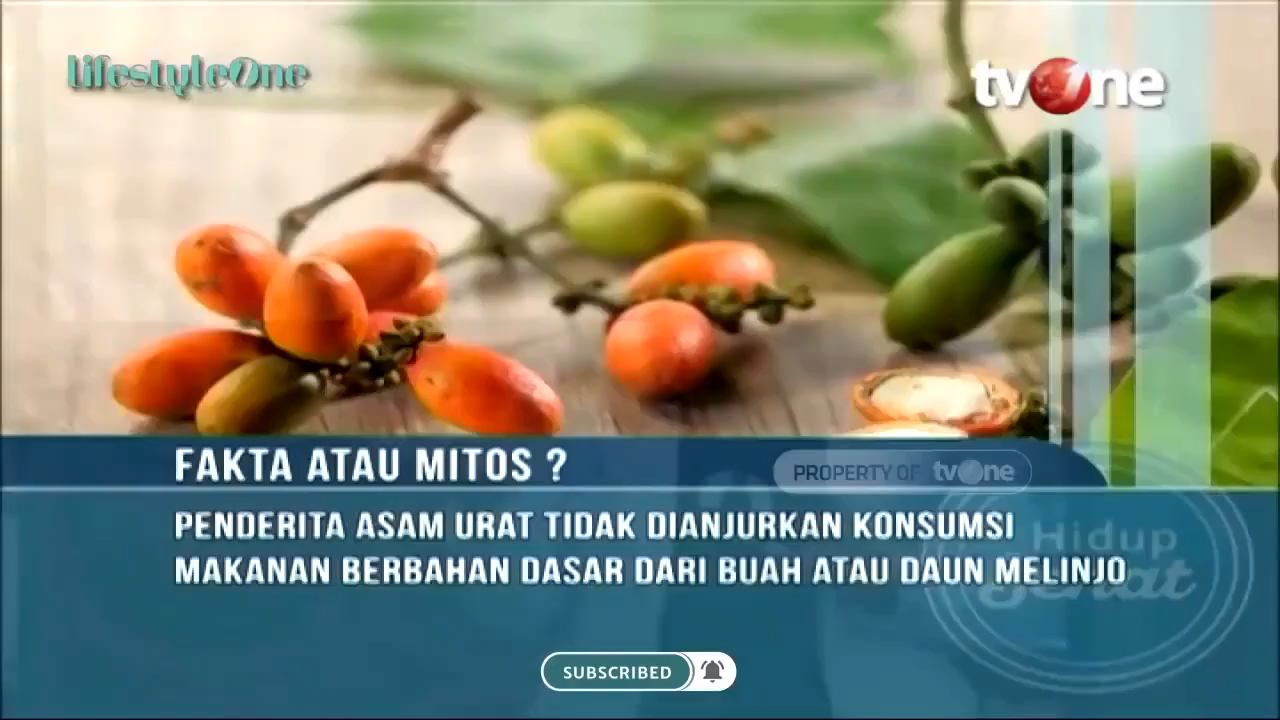 lifestyleOne
tvOne
FAKTA ATAU MITOS ?
PROPERTY OF tvOne
PENDERITA ASAM URAT TIDAK DIANJURKAN KONSUMSI
MAKANAN BERBAHAN DASAR DARI BUAH ATAU DAUN MELINJO
Hidup
Sehat
SUBSCRIBED